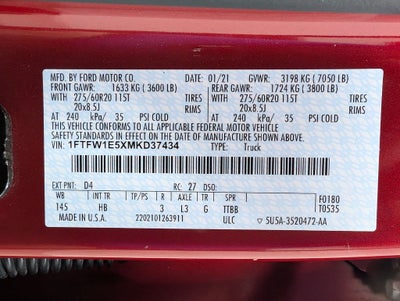 MFD. BY FORD MOTOR CO. 01/21 GVWR: 3198 KG ( 7050 LB)
FRONT GAWR: 1633 KG ( 3600 LB) REAR GAWR: 1724 KG ( 3800 LB)
WITH TIRES WITH TIRES
275/60R20 115T 275/60R20 115T
20x8.5J RIMS 20x8.5J RIMS
AT 240 kPa/ 35 PSI COLD AT 240 kPa/ 35 PSI COLD
THIS VEHICLE CONFORMS TO ALL APPLICABLE FEDERAL MOTOR VEHICLE
SAFETY STANDARDS IN EFFECT ON THE DATE OF MANUFACTURE
SHOWN ABOVE.
VIN: 1FTFW1E5XMKD37434 TYPE: Truck
EXT PNT: D4 RC: 27 DSO: F0180
WB BRK INT TR TP/PS R AXLE TR SPR T0535
145 HB 3 L3 G TTBB
U.S.A. 2202101263911 ULC 5U5A-3520472-AA